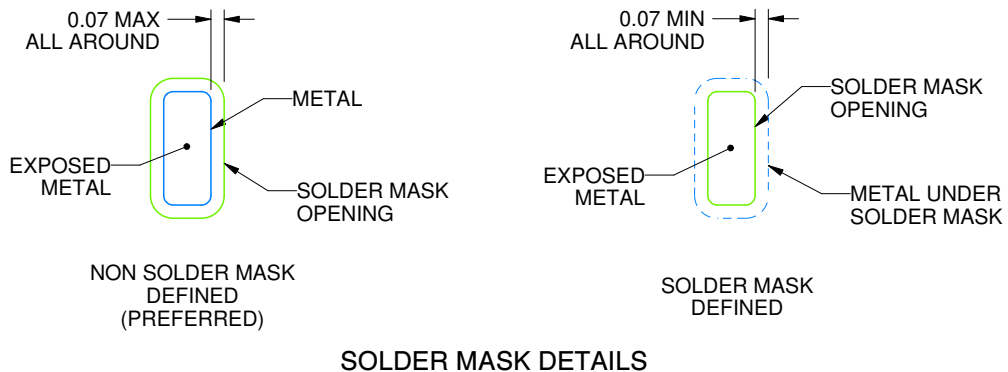 0.07 MAX
ALL AROUND
METAL
EXPOSED
METAL
SOLDER MASK
OPENING
NON SOLDER MASK
DEFINED
(PREFERRED)
0.07 MIN
ALL AROUND
SOLDER MASK
OPENING
EXPOSED
METAL
METAL UNDER
SOLDER MASK
SOLDER MASK
DEFINED
SOLDER MASK DETAILS